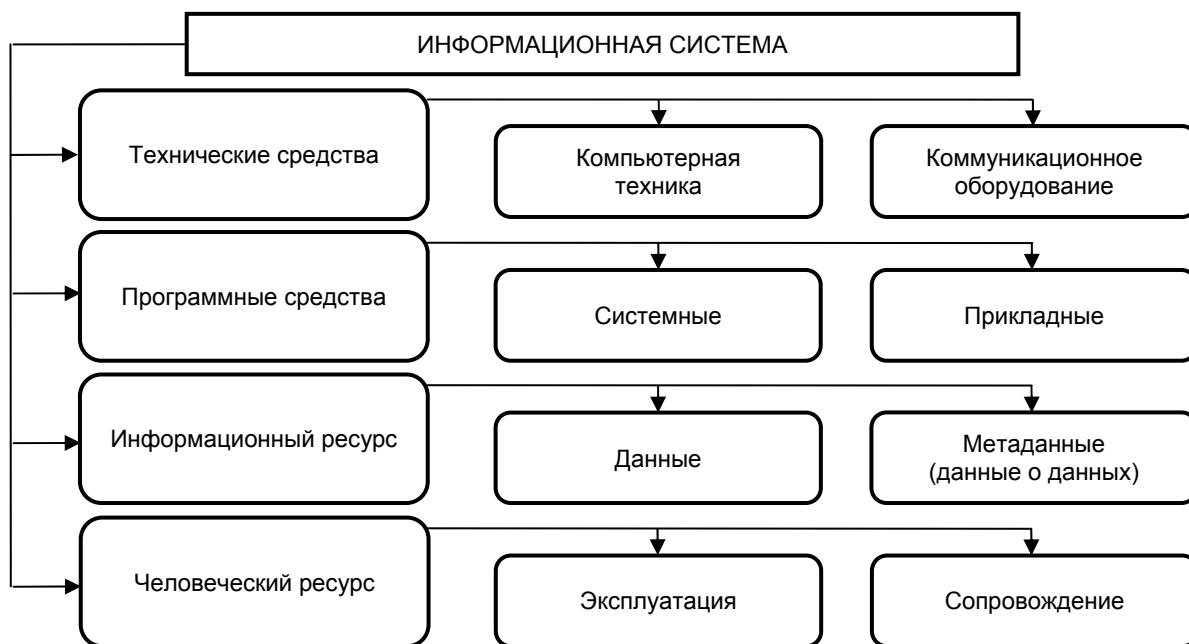 ИНФОРМАЦИОННАЯ СИСТЕМА
Технические средства
Компьютерная
техника
Коммуникационное
оборудование
Программные средства
Системные
Прикладные
Информационный ресурс
Данные
Метаданные
(данные о данных)
Человеческий ресурс
Эксплуатация
Сопровождение